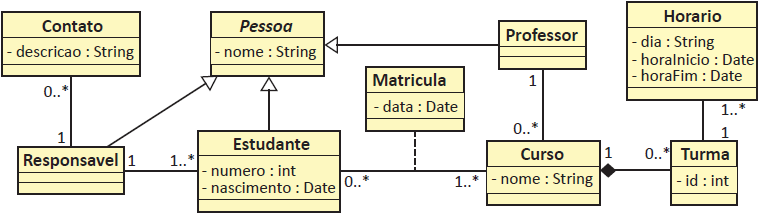 Contato
- descricao : String
0..*
1
Responsavel
1
1..*
Pessoa
- nome : String
Estudante
- numero : int
- nascimento : Date
0..*
1..*
Matricula
- data : Date
Professor
1
0..*
Curso
- nome : String
1
0..*
Horario
- dia : String
- horaInicio : Date
- horaFim : Date
1..*
1
Turma
- id : int